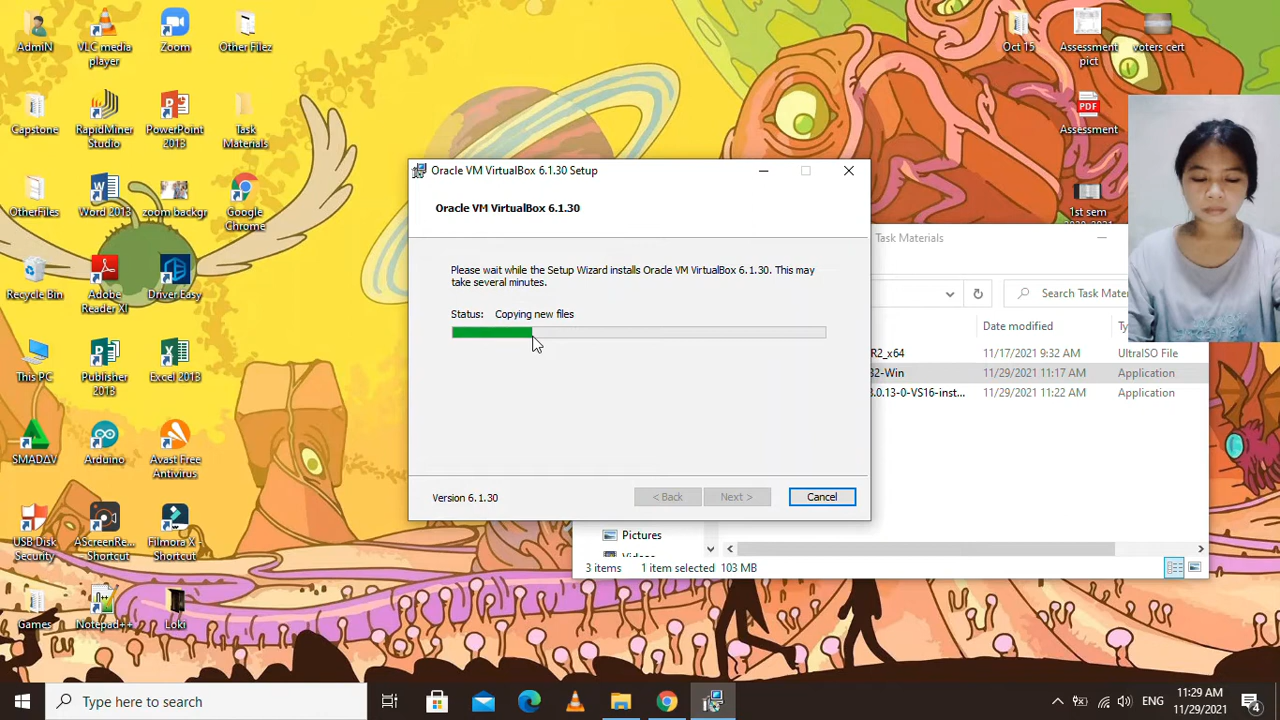 AdmiN
VLC media
player
Zoom
Other Filez
Oct 15
Assessment
pict
voters cert
Capstone
RapidMiner
Studio
PowerPoint
2013
Task
Materials
PDF
Assessment
OtherFiles
Word 2013
zoom backgr
Google
Chrome
1st sem
Recycle Bin
Adobe
Reader XI
Driver Easy
This PC
Publisher
2013
Excel 2013
SMADΔV
Arduino
Avast Free
Antivirus
USB Disk
Security
AScreenRe...
- Shortcut
Filmora X -
Shortcut
Games
Notepad++
Loki
Oracle VM VirtualBox 6.1.30 Setup
Oracle VM VirtualBox 6.1.30
Please wait while the Setup Wizard installs Oracle VM VirtualBox 6.1.30. This may
take several minutes.
Status: Copying new files
Version 6.1.30
< Back
Next >
Cancel
Task Materials
Search Task Mate
Date modified
Ty
R2_x64 11/17/2021 9:32 AM UltraISO File
32-Win 11/29/2021 11:17 AM Application
3.0.13-0-VS16-inst... 11/29/2021 11:22 AM Application
Pictures
3 items 1 item selected 103 MB
Type here to search
ENG
11:29 AM
11/29/2021
4